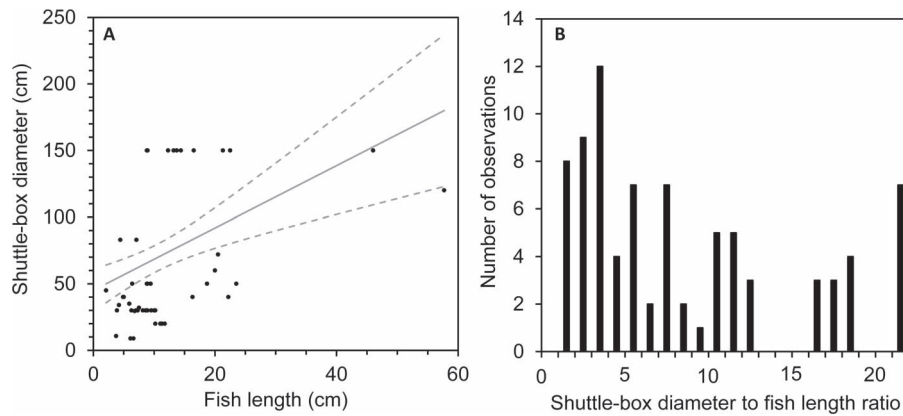 A
Shuttle-box diameter (cm)
250
200
150
100
50
0
0 20 40 60
Fish length (cm)
B
Number of observations
14
12
10
8
6
4
2
0
0 5 10 15 20
Shuttle-box diameter to fish length ratio